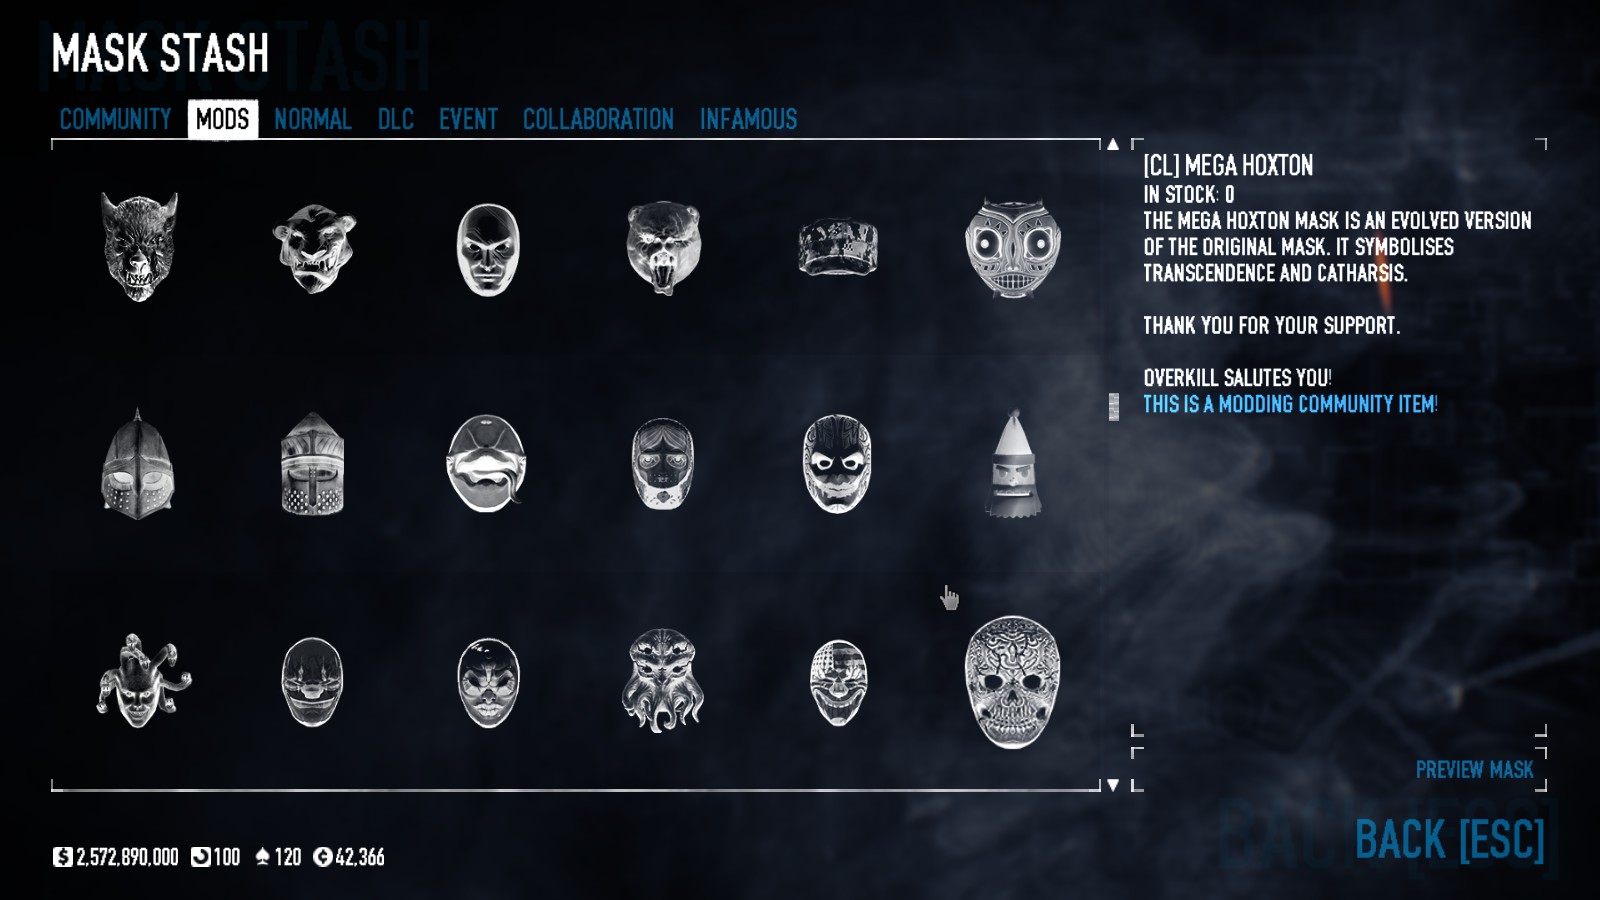 MASK STASH
COMMUNITY MODS NORMAL DLC EVENT COLLABORATION INFAMOUS
[CL] MEGA HOXTON
IN STOCK: 0
THE MEGA HOXTON MASK IS AN EVOLVED VERSION
OF THE ORIGINAL MASK. IT SYMBOLISES
TRANSCENDENCE AND CATHARSIS.
THANK YOU FOR YOUR SUPPORT.
OVERKILL SALUTES YOU!
THIS IS A MODDING COMMUNITY ITEM!
PREVIEW MASK
BACK [ESC]
$ 2,572,890,000 100 120 42,366